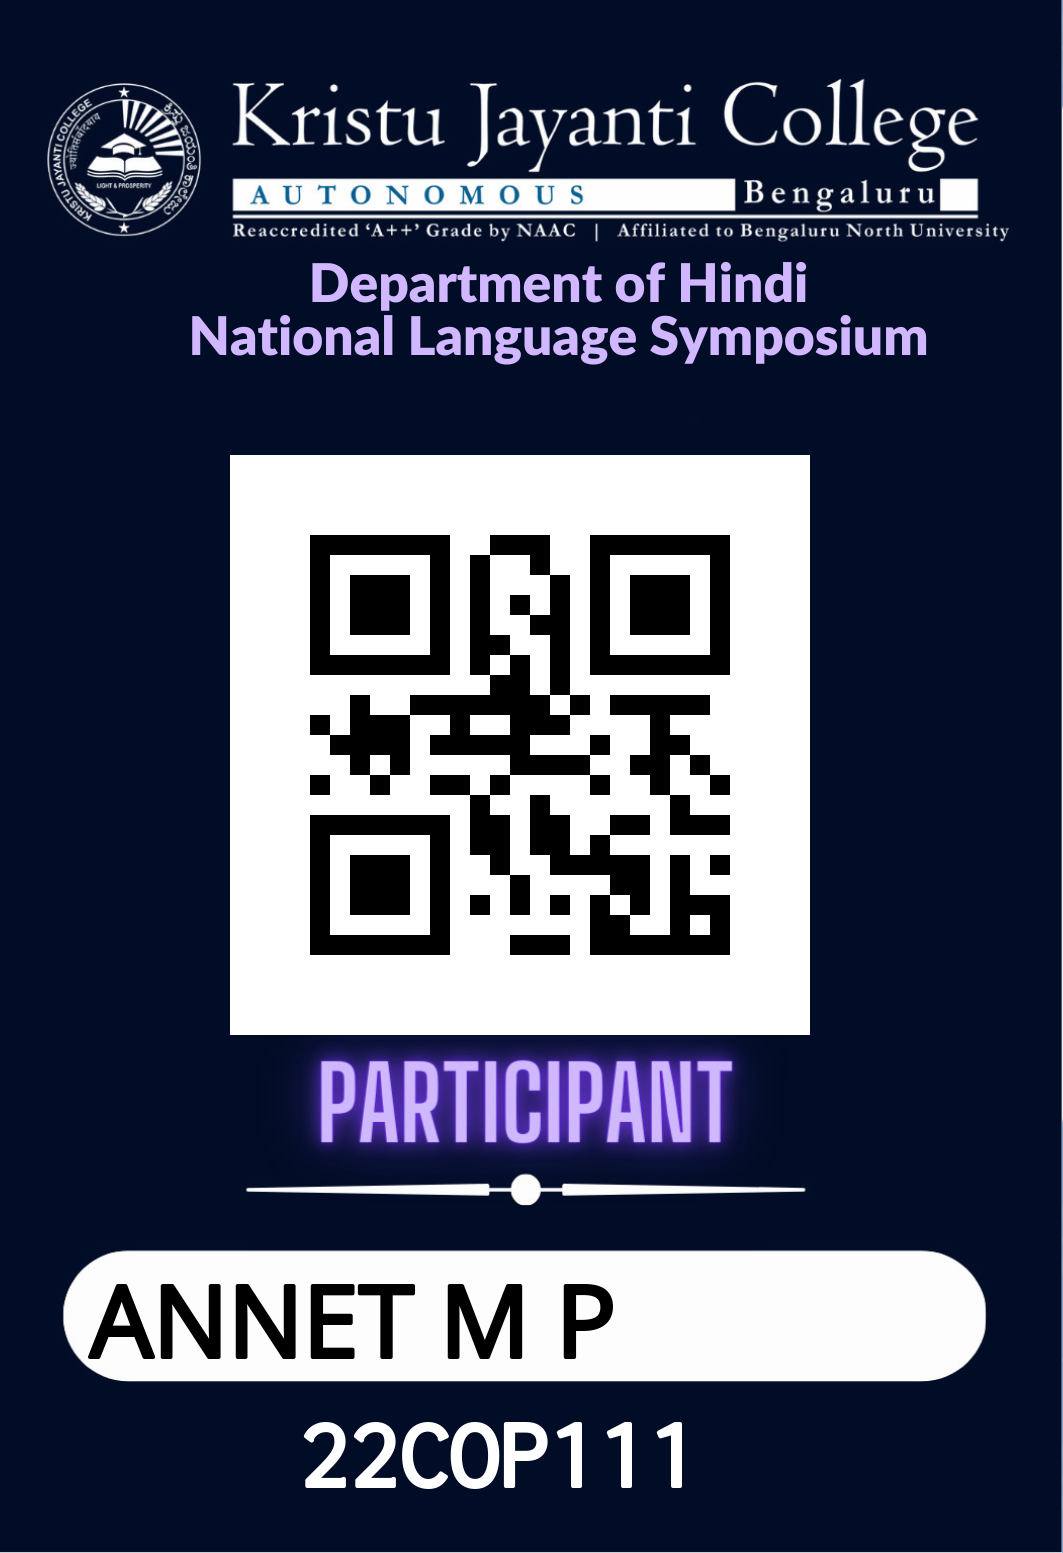 Kristu Jayanti College
AUTONOMOUS Bengaluru
Reaccredited ‘A++’ Grade by NAAC | Affiliated to Bengaluru North University
KRISTU JAYANTI COLLEGE
LIGHT & PROSPERITY
Department of Hindi
National Language Symposium
PARTICIPANT
ANNET M P
22COP111